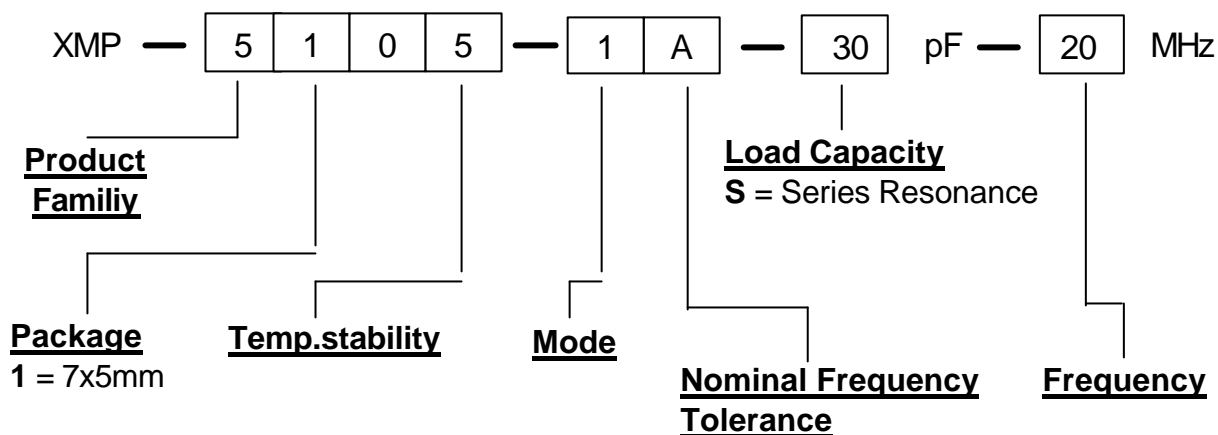 XMP — 5 1 0 5 — 1 A — 30 pF — 20 MHz
Product
Familiy
Load Capacity
S = Series Resonance
Package
1 = 7x5mm
Temp.stability
Mode
Nominal Frequency
Tolerance
Frequency